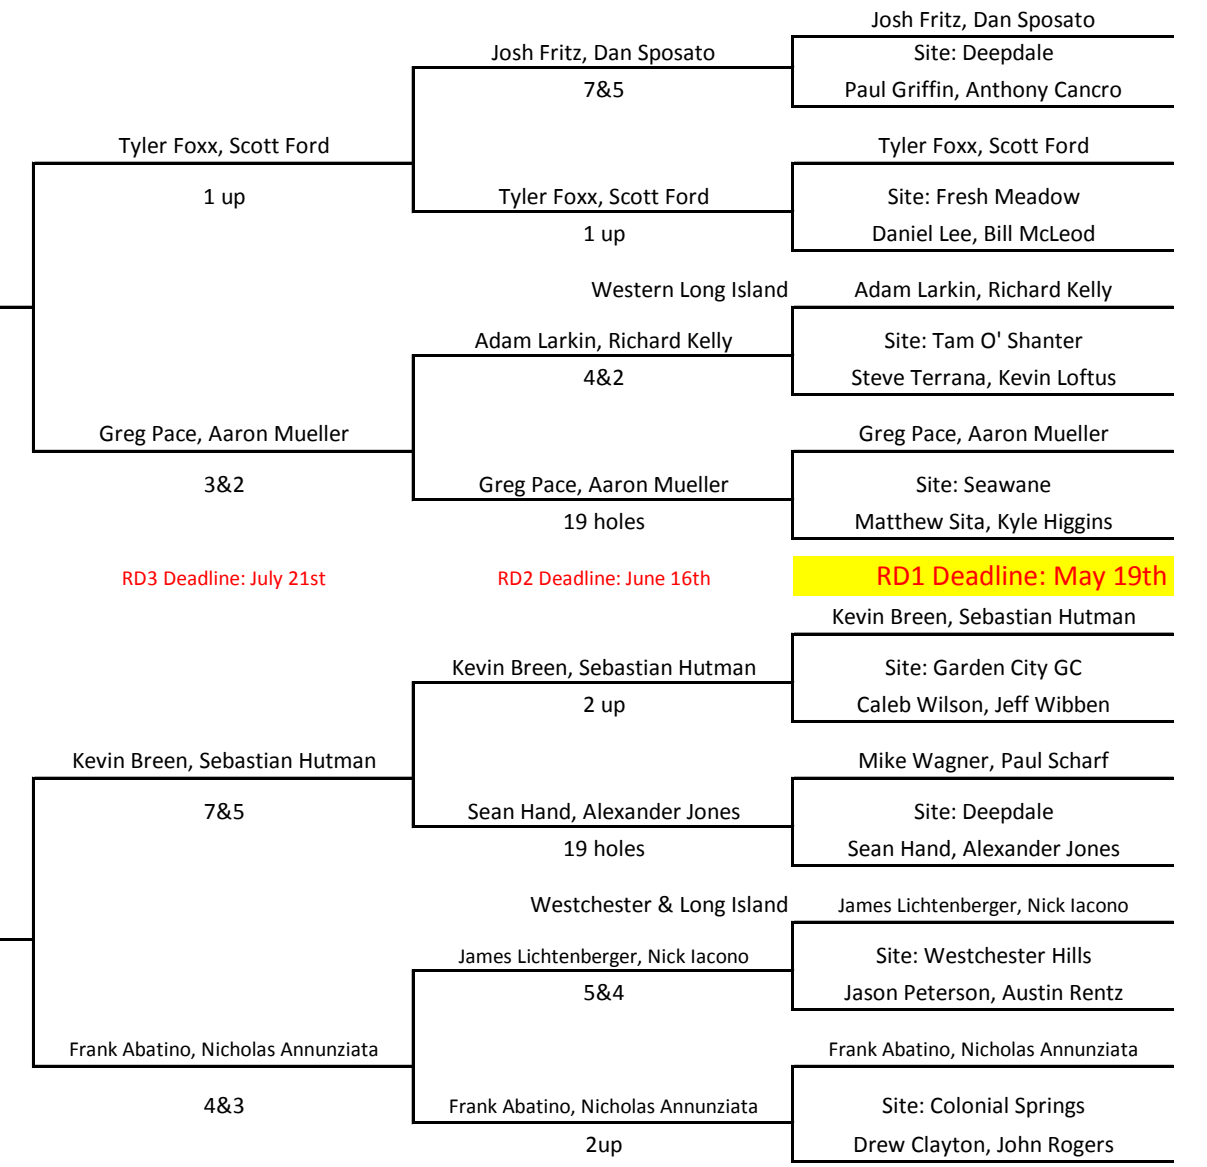 Josh Fritz, Dan Sposato
Josh Fritz, Dan Sposato
Site: Deepdale
7&5
Paul Griffin, Anthony Cancro
Tyler Foxx, Scott Ford
Tyler Foxx, Scott Ford
1 up
Tyler Foxx, Scott Ford
Site: Fresh Meadow
1 up
Daniel Lee, Bill McLeod
Western Long Island
Adam Larkin, Richard Kelly
Adam Larkin, Richard Kelly
Site: Tam O' Shanter
4&2
Steve Terrana, Kevin Loftus
Greg Pace, Aaron Mueller
Greg Pace, Aaron Mueller
3&2
Greg Pace, Aaron Mueller
Site: Seawane
19 holes
Matthew Sita, Kyle Higgins
RD3 Deadline: July 21st
RD2 Deadline: June 16th
RD1 Deadline: May 19th
Kevin Breen, Sebastian Hutman
Kevin Breen, Sebastian Hutman
Site: Garden City GC
2 up
Caleb Wilson, Jeff Wibben
Kevin Breen, Sebastian Hutman
Mike Wagner, Paul Scharf
7&5
Sean Hand, Alexander Jones
Site: Deepdale
19 holes
Sean Hand, Alexander Jones
Westchester & Long Island
James Lichtenberger, Nick Iacono
James Lichtenberger, Nick Iacono
Site: Westchester Hills
5&4
Jason Peterson, Austin Rentz
Frank Abatino, Nicholas Annunziata
Frank Abatino, Nicholas Annunziata
4&3
Frank Abatino, Nicholas Annunziata
Site: Colonial Springs
2up
Drew Clayton, John Rogers